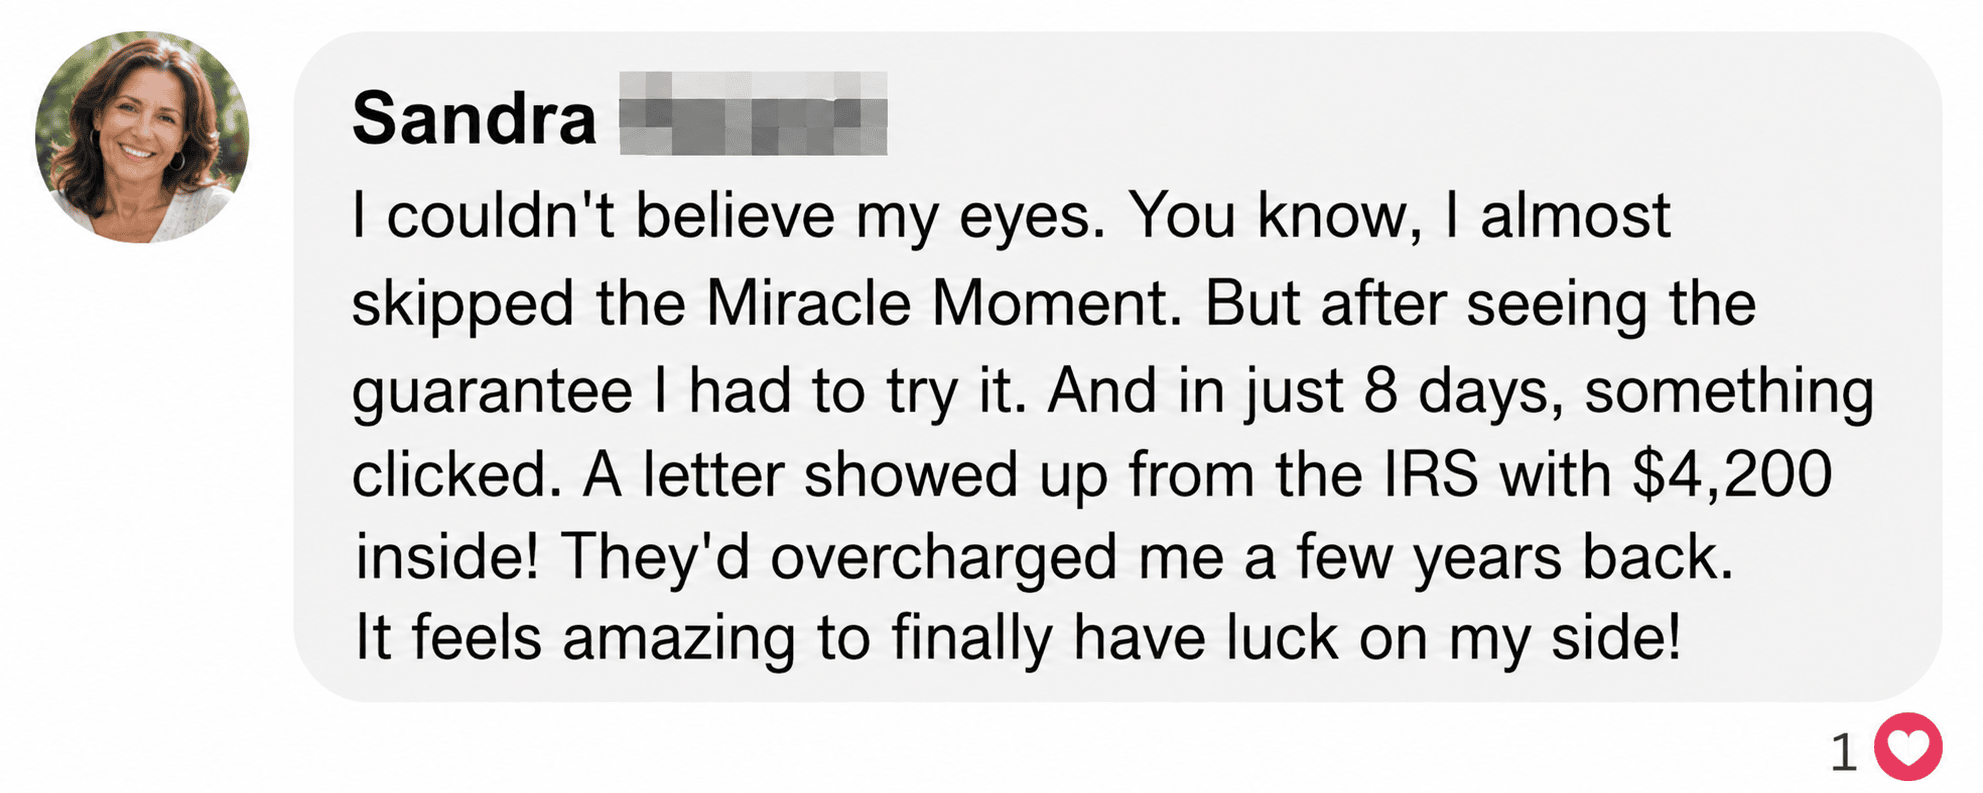 Sandra
I couldn't believe my eyes. You know, I almost
skipped the Miracle Moment. But after seeing the
guarantee I had to try it. And in just 8 days, something
clicked. A letter showed up from the IRS with $4,200
inside! They'd overcharged me a few years back.
It feels amazing to finally have luck on my side!
1